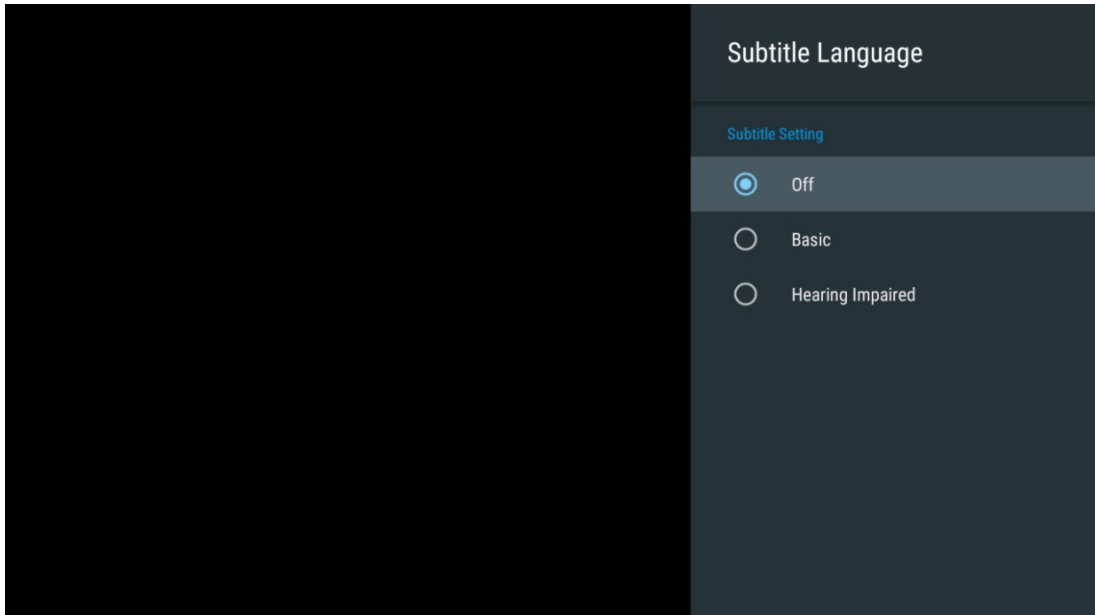 Subtitle Language
Subtitle Setting
Off
Basic
Hearing Impaired